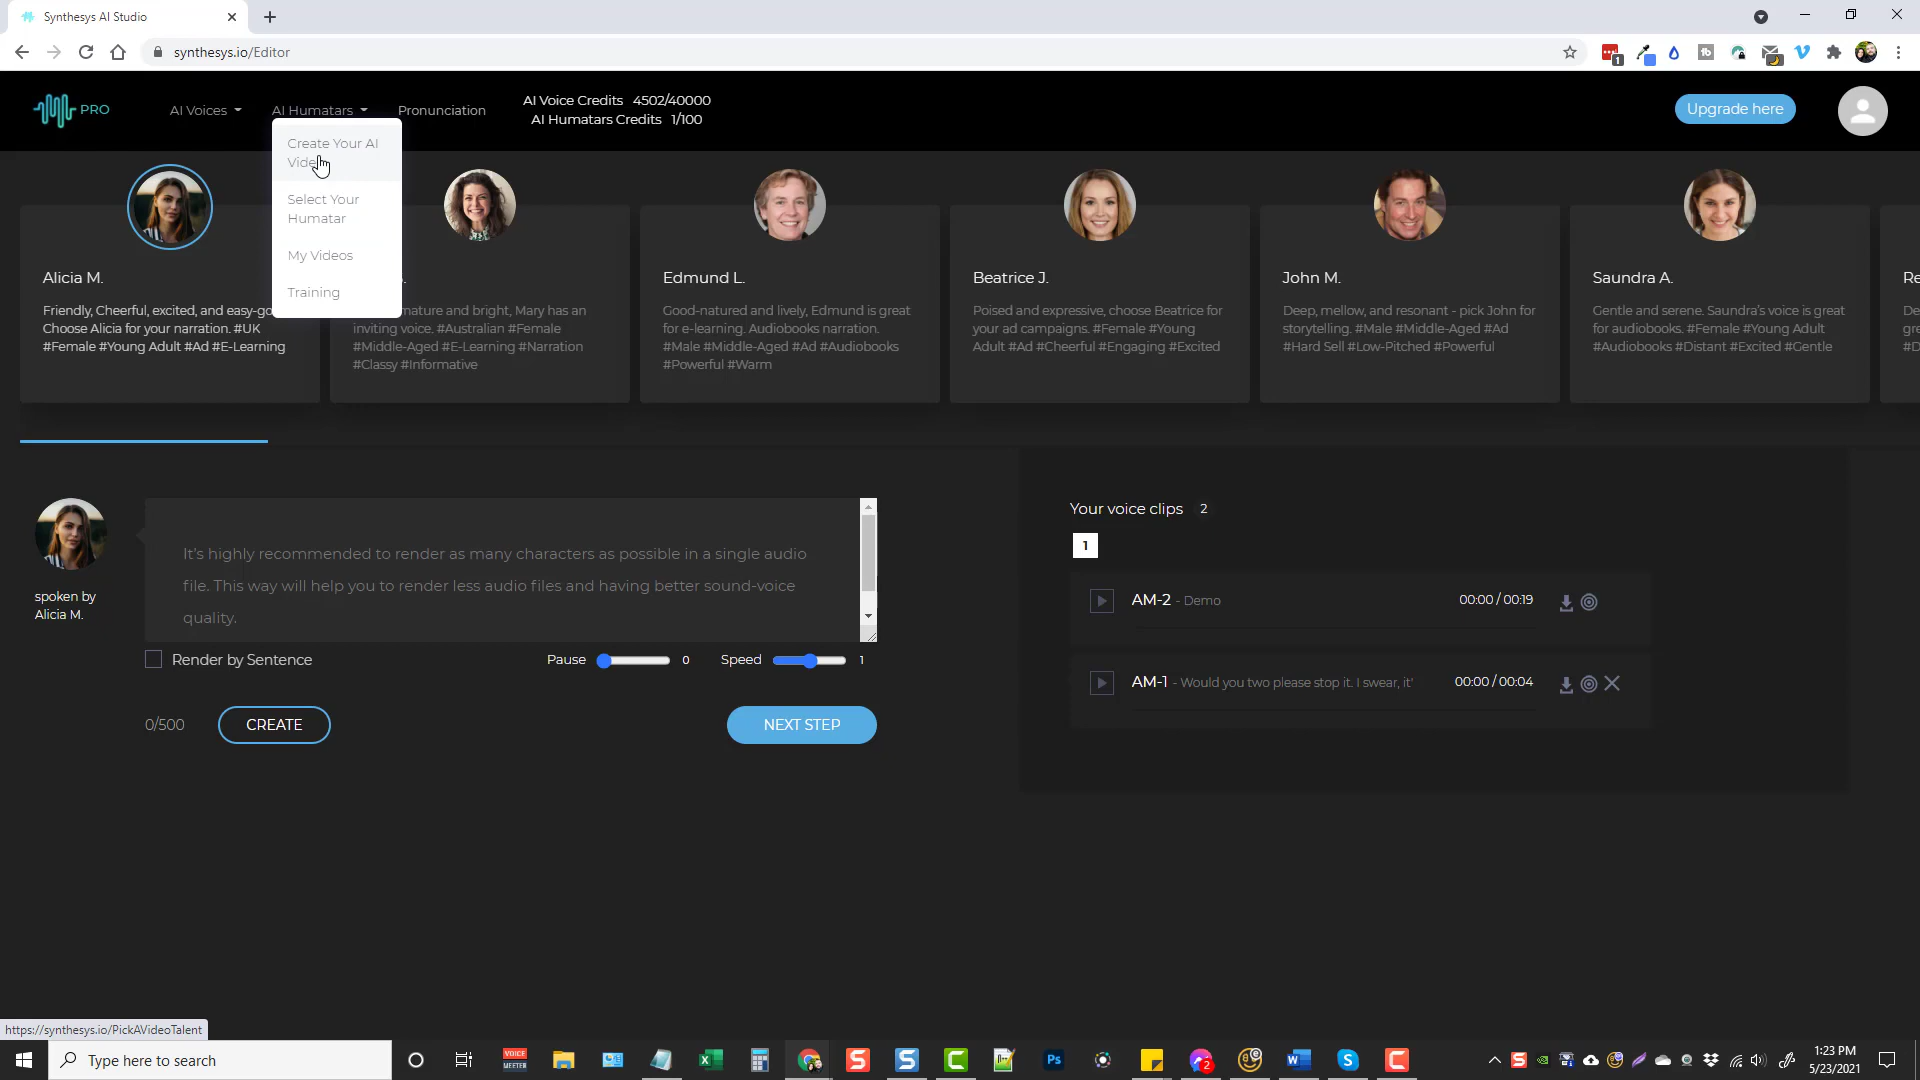 Synthesys AI Studio
synthesys.io/Editor
1
PRO
AI Voices
AI Humatars
Pronunciation
AI Voice Credits 4502/40000
AI Humatars Credits 1/100
Upgrade here
Create Your AI
Select Your
Humatar
My Videos
Training
Alicia M.
Friendly, Cheerful, excited, and easy-go
Choose Alicia for your narration. #UK
#Female #Young Adult #Ad #E-Learning
nature and bright, Mary has an
inviting voice. #Australian #Female
#Middle-Aged #E-Learning #Narration
#Classy #Informative
Edmund L.
Good-natured and lively, Edmund is great
for e-learning. Audiobooks narration.
#Male #Middle-Aged #Ad #Audiobooks
#Powerful #Warm
Beatrice J.
Poised and expressive, choose Beatrice for
your ad campaigns. #Female #Young
Adult #Ad #Cheerful #Engaging #Excited
John M.
Deep, mellow, and resonant - pick John for
storytelling. #Male #Middle-Aged #Ad
#Hard Sell #Low-Pitched #Powerful
Saundra A.
Gentle and serene. Saundra's voice is great
for audiobooks. #Female #Young Adult
#Audiobooks #Distant #Excited #Gentle
Re
De
gre
#D
spoken by
Alicia M.
It's highly recommended to render as many characters as possible in a single audio
file. This way will help you to render less audio files and having better sound-voice
quality.
Render by Sentence
Pause
0
Speed
1
0/500
CREATE
NEXT STEP
Your voice clips 2
1
AM-2 - Demo
00:00 / 00:19
AM-1 - Would you two please stop it. I swear, it'
00:00 / 00:04
https://synthesys.io/PickAVideoTalent
Type here to search
VOICE
MEETER
Ps
2
1:23 PM
5/23/2021